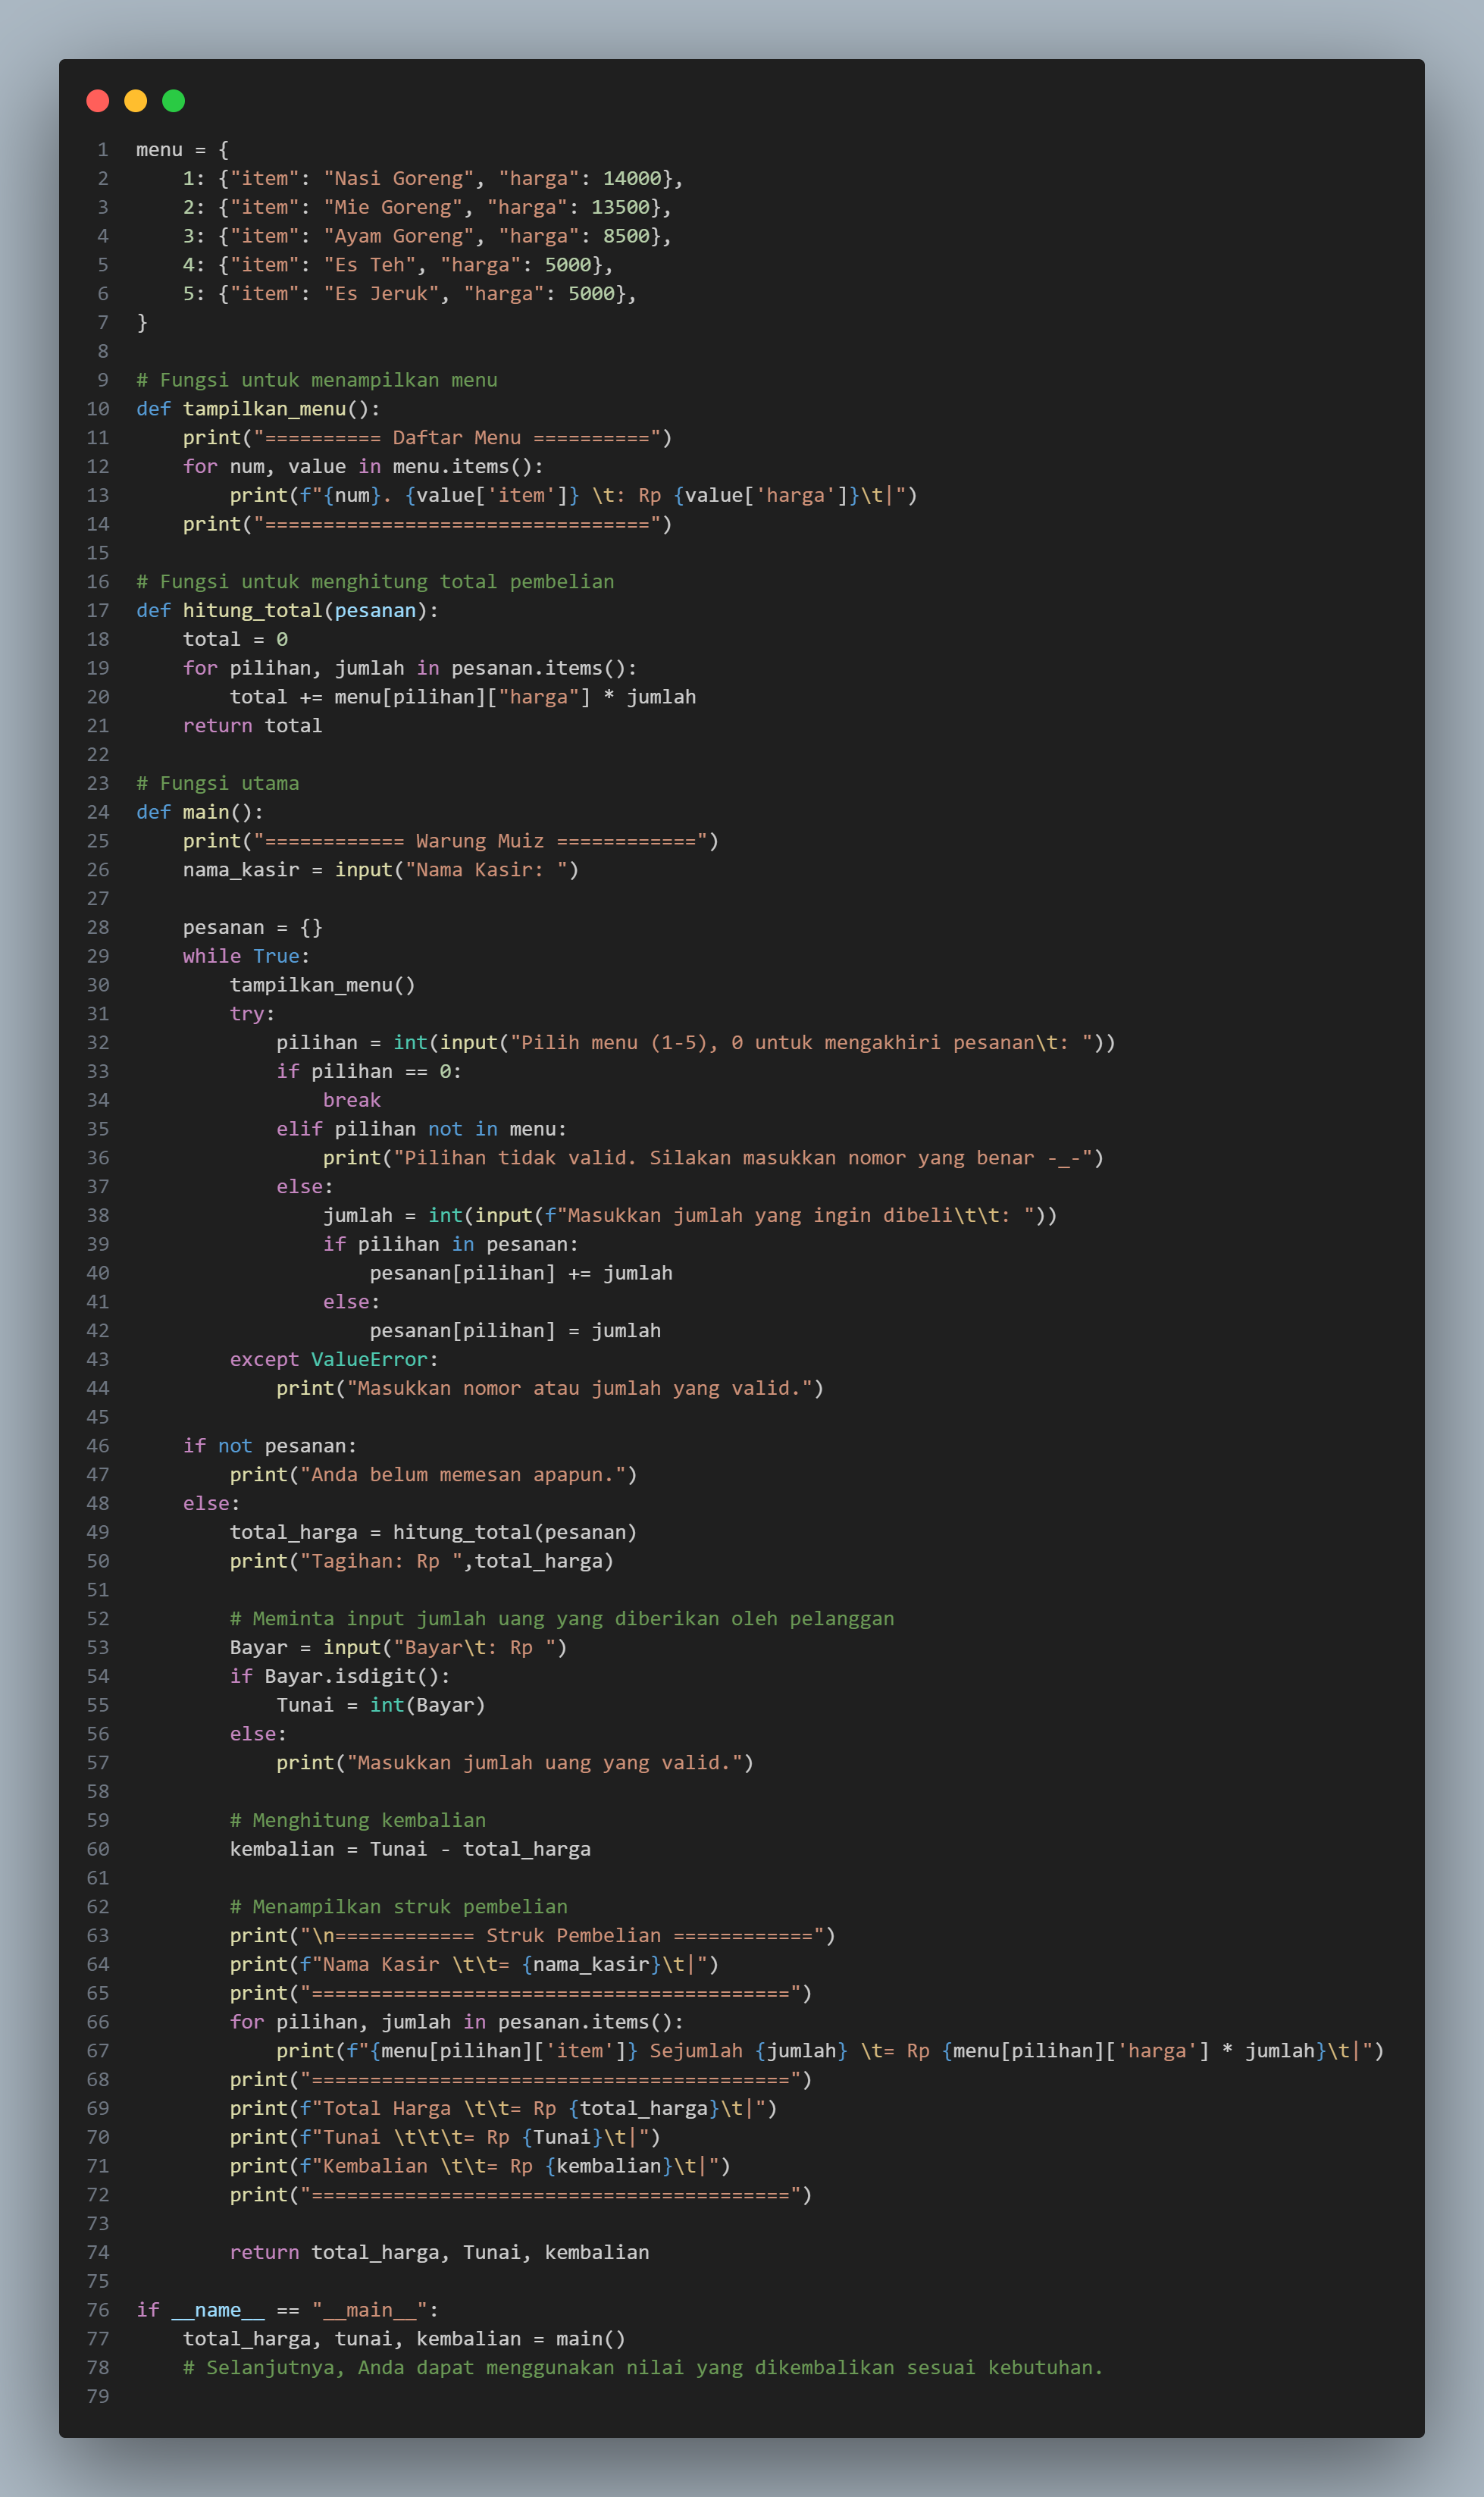 1 menu = {
2     1: {"item": "Nasi Goreng", "harga": 14000},
3     2: {"item": "Mie Goreng", "harga": 13500},
4     3: {"item": "Ayam Goreng", "harga": 8500},
5     4: {"item": "Es Teh", "harga": 5000},
6     5: {"item": "Es Jeruk", "harga": 5000},
7 }
8
9 # Fungsi untuk menampilkan menu
10 def tampilkan_menu():
11     print("========== Daftar Menu ==========")
12     for num, value in menu.items():
13         print(f"{num}. {value['item']} \t: Rp {value['harga']}\t|")
14     print("=================================")
15
16 # Fungsi untuk menghitung total pembelian
17 def hitung_total(pesanan):
18     total = 0
19     for pilihan, jumlah in pesanan.items():
20         total += menu[pilihan]["harga"] * jumlah
21     return total
22
23 # Fungsi utama
24 def main():
25     print("============ Warung Muiz ============")
26     nama_kasir = input("Nama Kasir: ")
27
28     pesanan = {}
29     while True:
30         tampilkan_menu()
31         try:
32             pilihan = int(input("Pilih menu (1-5), 0 untuk mengakhiri pesanan\t: "))
33             if pilihan == 0:
34                 break
35             elif pilihan not in menu:
36                 print("Pilihan tidak valid. Silakan masukkan nomor yang benar -_-")
37             else:
38                 jumlah = int(input(f"Masukkan jumlah yang ingin dibeli\t\t: "))
39                 if pilihan in pesanan:
40                     pesanan[pilihan] += jumlah
41                 else:
42                     pesanan[pilihan] = jumlah
43         except ValueError:
44             print("Masukkan nomor atau jumlah yang valid.")
45
46     if not pesanan:
47         print("Anda belum memesan apapun.")
48     else:
49         total_harga = hitung_total(pesanan)
50         print("Tagihan: Rp ",total_harga)
51
52         # Meminta input jumlah uang yang diberikan oleh pelanggan
53         Bayar = input("Bayar\t: Rp ")
54         if Bayar.isdigit():
55             Tunai = int(Bayar)
56         else:
57             print("Masukkan jumlah uang yang valid.")
58
59         # Menghitung kembalian
60         kembalian = Tunai - total_harga
61
62         # Menampilkan struk pembelian
63         print("\n============ Struk Pembelian ============")
64         print(f"Nama Kasir \t\t= {nama_kasir}\t|")
65         print("=========================================")
66         for pilihan, jumlah in pesanan.items():
67             print(f"{menu[pilihan]['item']} Sejumlah {jumlah} \t= Rp {menu[pilihan]['harga'] * jumlah}\t|")
68         print("=========================================")
69         print(f"Total Harga \t\t= Rp {total_harga}\t|")
70         print(f"Tunai \t\t\t= Rp {Tunai}\t|")
71         print(f"Kembalian \t\t= Rp {kembalian}\t|")
72         print("=========================================")
73
74         return total_harga, Tunai, kembalian
75
76 if __name__ == "__main__":
77     total_harga, tunai, kembalian = main()
78     # Selanjutnya, Anda dapat menggunakan nilai yang dikembalikan sesuai kebutuhan.
79